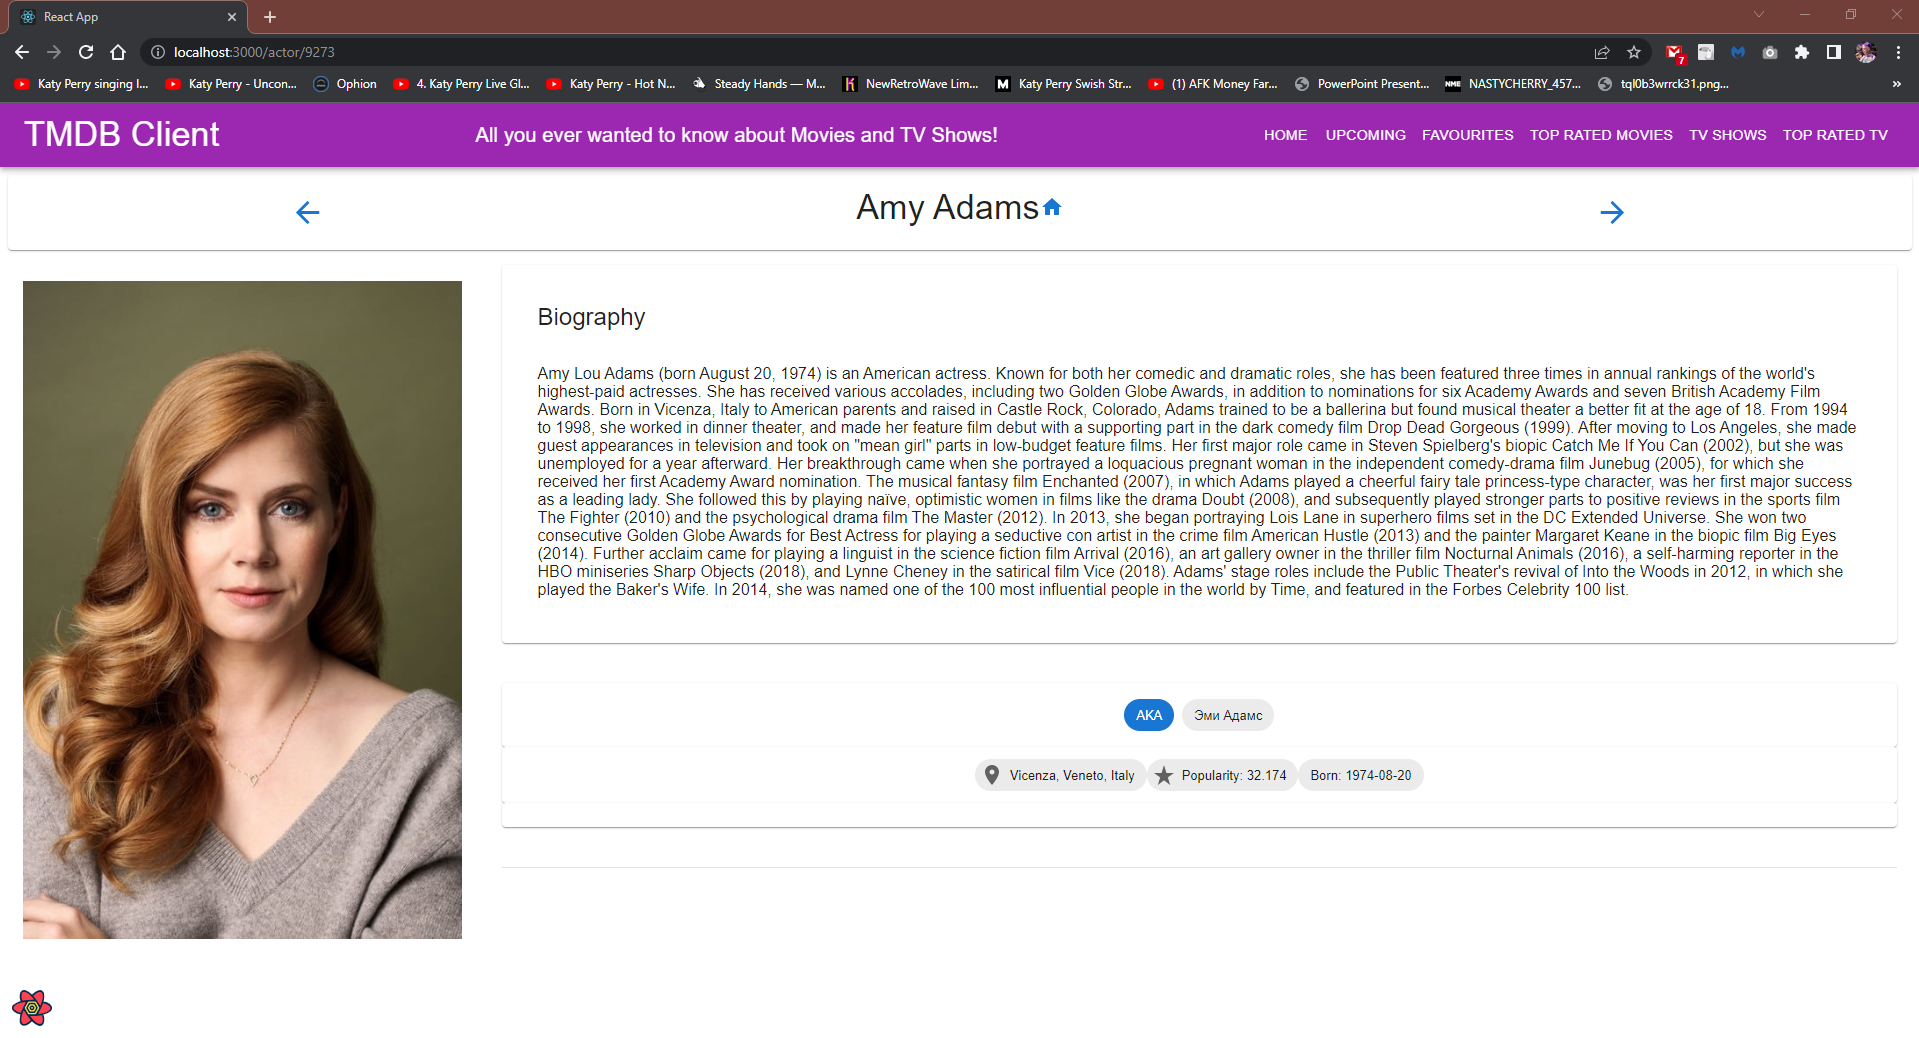 React App
localhost:3000/actor/9273
7
Katy Perry singing I... Katy Perry - Uncon... Ophion 4. Katy Perry Live Gl... Katy Perry - Hot N... Steady Hands — M... NewRetroWave Lim... M Katy Perry Swish Str... (1) AFK Money Far... PowerPoint Present... NME NASTYCHERRY_457... tql0b3wrrck31.png... »
TMDB Client All you ever wanted to know about Movies and TV Shows! HOME UPCOMING FAVOURITES TOP RATED MOVIES TV SHOWS TOP RATED TV
Amy Adams
Biography
Amy Lou Adams (born August 20, 1974) is an American actress. Known for both her comedic and dramatic roles, she has been featured three times in annual rankings of the world's
highest-paid actresses. She has received various accolades, including two Golden Globe Awards, in addition to nominations for six Academy Awards and seven British Academy Film
Awards. Born in Vicenza, Italy to American parents and raised in Castle Rock, Colorado, Adams trained to be a ballerina but found musical theater a better fit at the age of 18. From 1994
to 1998, she worked in dinner theater, and made her feature film debut with a supporting part in the dark comedy film Drop Dead Gorgeous (1999). After moving to Los Angeles, she made
guest appearances in television and took on "mean girl" parts in low-budget feature films. Her first major role came in Steven Spielberg's biopic Catch Me If You Can (2002), but she was
unemployed for a year afterward. Her breakthrough came when she portrayed a loquacious pregnant woman in the independent comedy-drama film Junebug (2005), for which she
received her first Academy Award nomination. The musical fantasy film Enchanted (2007), in which Adams played a cheerful fairy tale princess-type character, was her first major success
as a leading lady. She followed this by playing naïve, optimistic women in films like the drama Doubt (2008), and subsequently played stronger parts to positive reviews in the sports film
The Fighter (2010) and the psychological drama film The Master (2012). In 2013, she began portraying Lois Lane in superhero films set in the DC Extended Universe. She won two
consecutive Golden Globe Awards for Best Actress for playing a seductive con artist in the crime film American Hustle (2013) and the painter Margaret Keane in the biopic film Big Eyes
(2014). Further acclaim came for playing a linguist in the science fiction film Arrival (2016), an art gallery owner in the thriller film Nocturnal Animals (2016), a self-harming reporter in the
HBO miniseries Sharp Objects (2018), and Lynne Cheney in the satirical film Vice (2018). Adams' stage roles include the Public Theater's revival of Into the Woods in 2012, in which she
played the Baker's Wife. In 2014, she was named one of the 100 most influential people in the world by Time, and featured in the Forbes Celebrity 100 list.
AKA Эми Адамс
Vicenza, Veneto, Italy Popularity: 32.174 Born: 1974-08-20